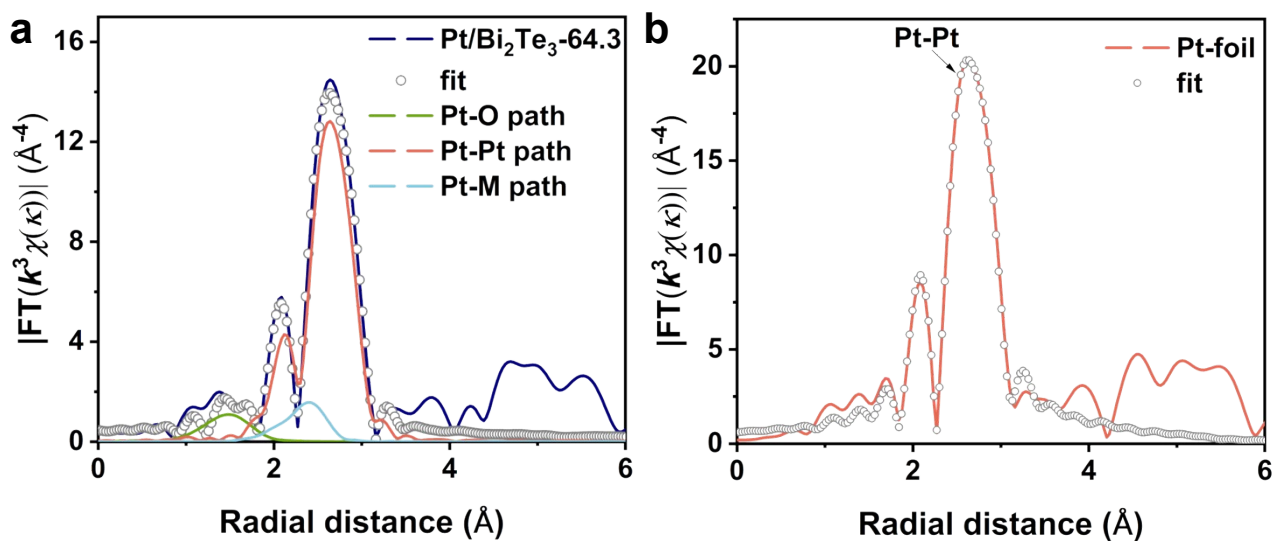 a
16
12
8
4
0
|FT(k³χ(κ))| (Å⁻⁴)
Pt/Bi₂Te₃-64.3
fit
Pt-O path
Pt-Pt path
Pt-M path
0 2 4 6
Radial distance (Å)
b
20
15
10
5
0
|FT(k³χ(κ))| (Å⁻⁴)
Pt-Pt
Pt-foil
fit
0 2 4 6
Radial distance (Å)